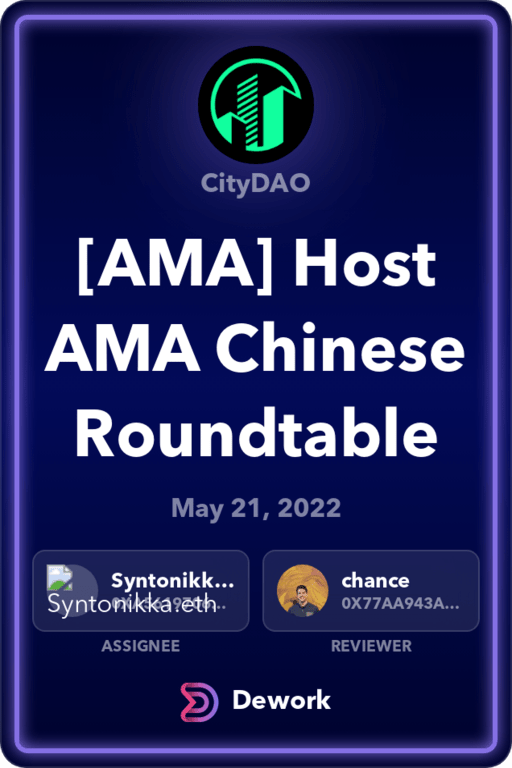 CityDAO
[AMA] Host
AMA Chinese
Roundtable
May 21, 2022
Syntonikk...
Syntonikka.eth
chance
0X77AA943A...
ASSIGNEE
REVIEWER
Dework